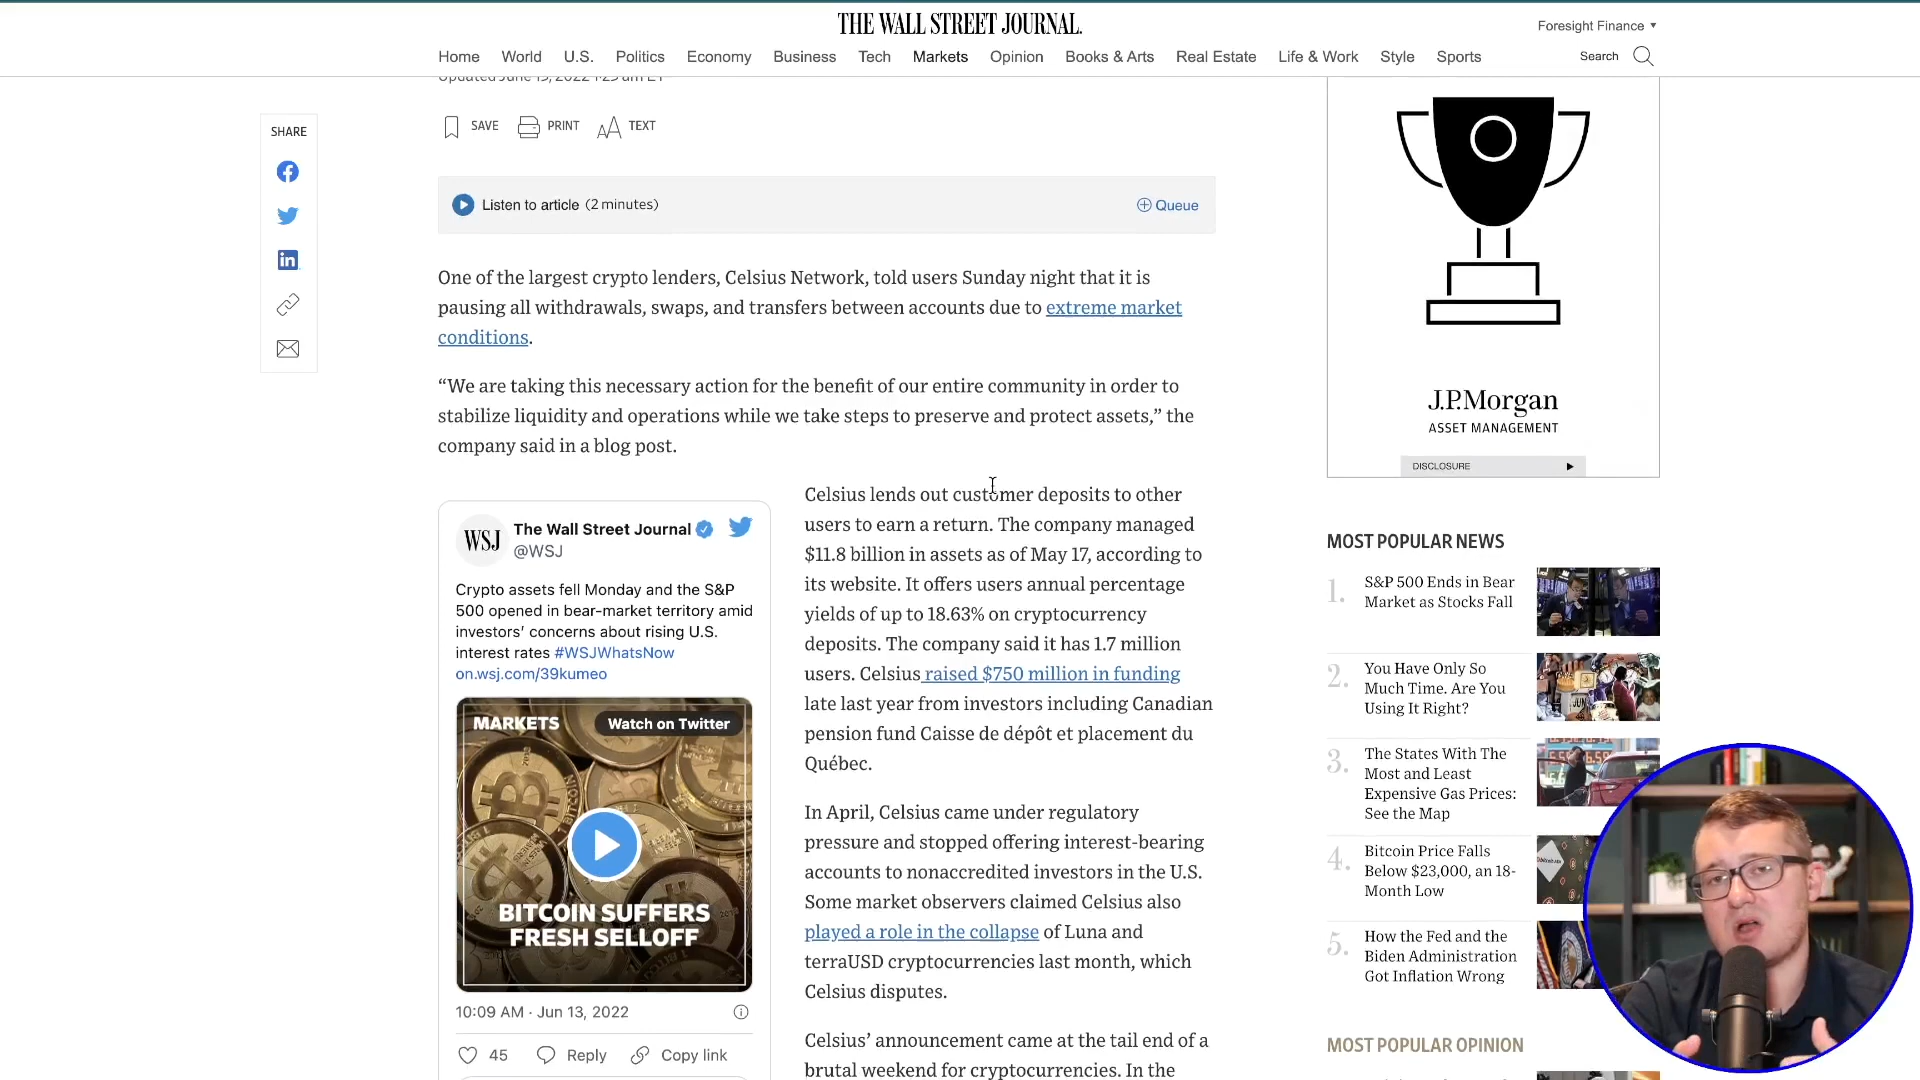 THE WALL STREET JOURNAL.
Foresight Finance
Home World U.S. Politics Economy Business Tech Markets Opinion Books & Arts Real Estate Life & Work Style Sports
Search
Updated June 13, 2022 1:25 am ET
SHARE
SAVE PRINT TEXT
Listen to article (2 minutes)
Queue
One of the largest crypto lenders, Celsius Network, told users Sunday night that it is
pausing all withdrawals, swaps, and transfers between accounts due to extreme market
conditions.
“We are taking this necessary action for the benefit of our entire community in order to
stabilize liquidity and operations while we take steps to preserve and protect assets,” the
company said in a blog post.
WSJ
The Wall Street Journal
@WSJ
Crypto assets fell Monday and the S&P
500 opened in bear-market territory amid
investors’ concerns about rising U.S.
interest rates #WSJWhatsNow
on.wsj.com/39kumeo
MARKETS
Watch on Twitter
BITCOIN SUFFERS
FRESH SELLOFF
10:09 AM · Jun 13, 2022
45 Reply Copy link
Celsius lends out customer deposits to other
users to earn a return. The company managed
$11.8 billion in assets as of May 17, according to
its website. It offers users annual percentage
yields of up to 18.63% on cryptocurrency
deposits. The company said it has 1.7 million
users. Celsius raised $750 million in funding
late last year from investors including Canadian
pension fund Caisse de dépôt et placement du
Québec.
In April, Celsius came under regulatory
pressure and stopped offering interest-bearing
accounts to nonaccredited investors in the U.S.
Some market observers claimed Celsius also
played a role in the collapse of Luna and
terraUSD cryptocurrencies last month, which
Celsius disputes.
Celsius’ announcement came at the tail end of a
brutal weekend for cryptocurrencies. In the
J.P.Morgan
ASSET MANAGEMENT
DISCLOSURE
MOST POPULAR NEWS
1. S&P 500 Ends in Bear
Market as Stocks Fall
2. You Have Only So
Much Time. Are You
Using It Right?
3. The States With The
Most and Least
Expensive Gas Prices:
See the Map
4. Bitcoin Price Falls
Below $23,000, an 18-
Month Low
5. How the Fed and the
Biden Administration
Got Inflation Wrong
MOST POPULAR OPINION